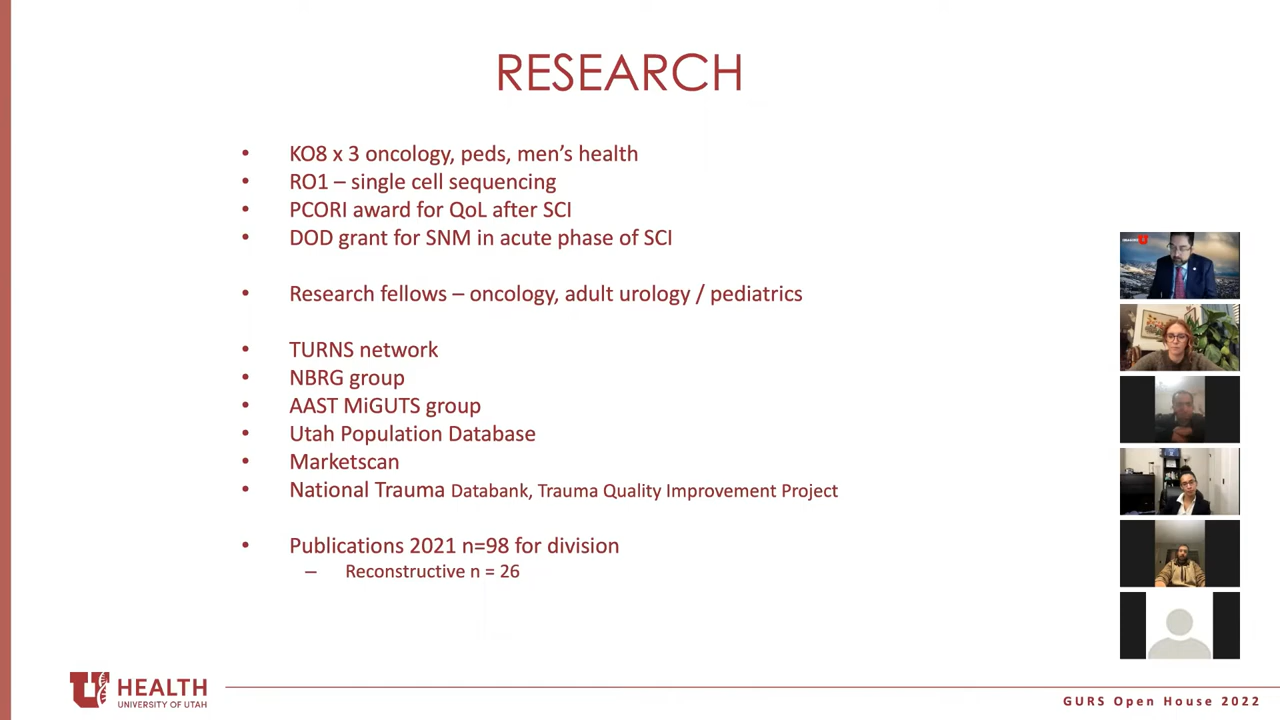 RESEARCH
• KO8 x 3 oncology, peds, men's health
• RO1 – single cell sequencing
• PCORI award for QoL after SCI
• DOD grant for SNM in acute phase of SCI
• Research fellows – oncology, adult urology / pediatrics
• TURNS network
• NBRG group
• AAST MiGUTS group
• Utah Population Database
• Marketscan
• National Trauma Databank, Trauma Quality Improvement Project
• Publications 2021 n=98 for division
– Reconstructive n = 26
U HEALTH
UNIVERSITY OF UTAH
GURS Open House 2022